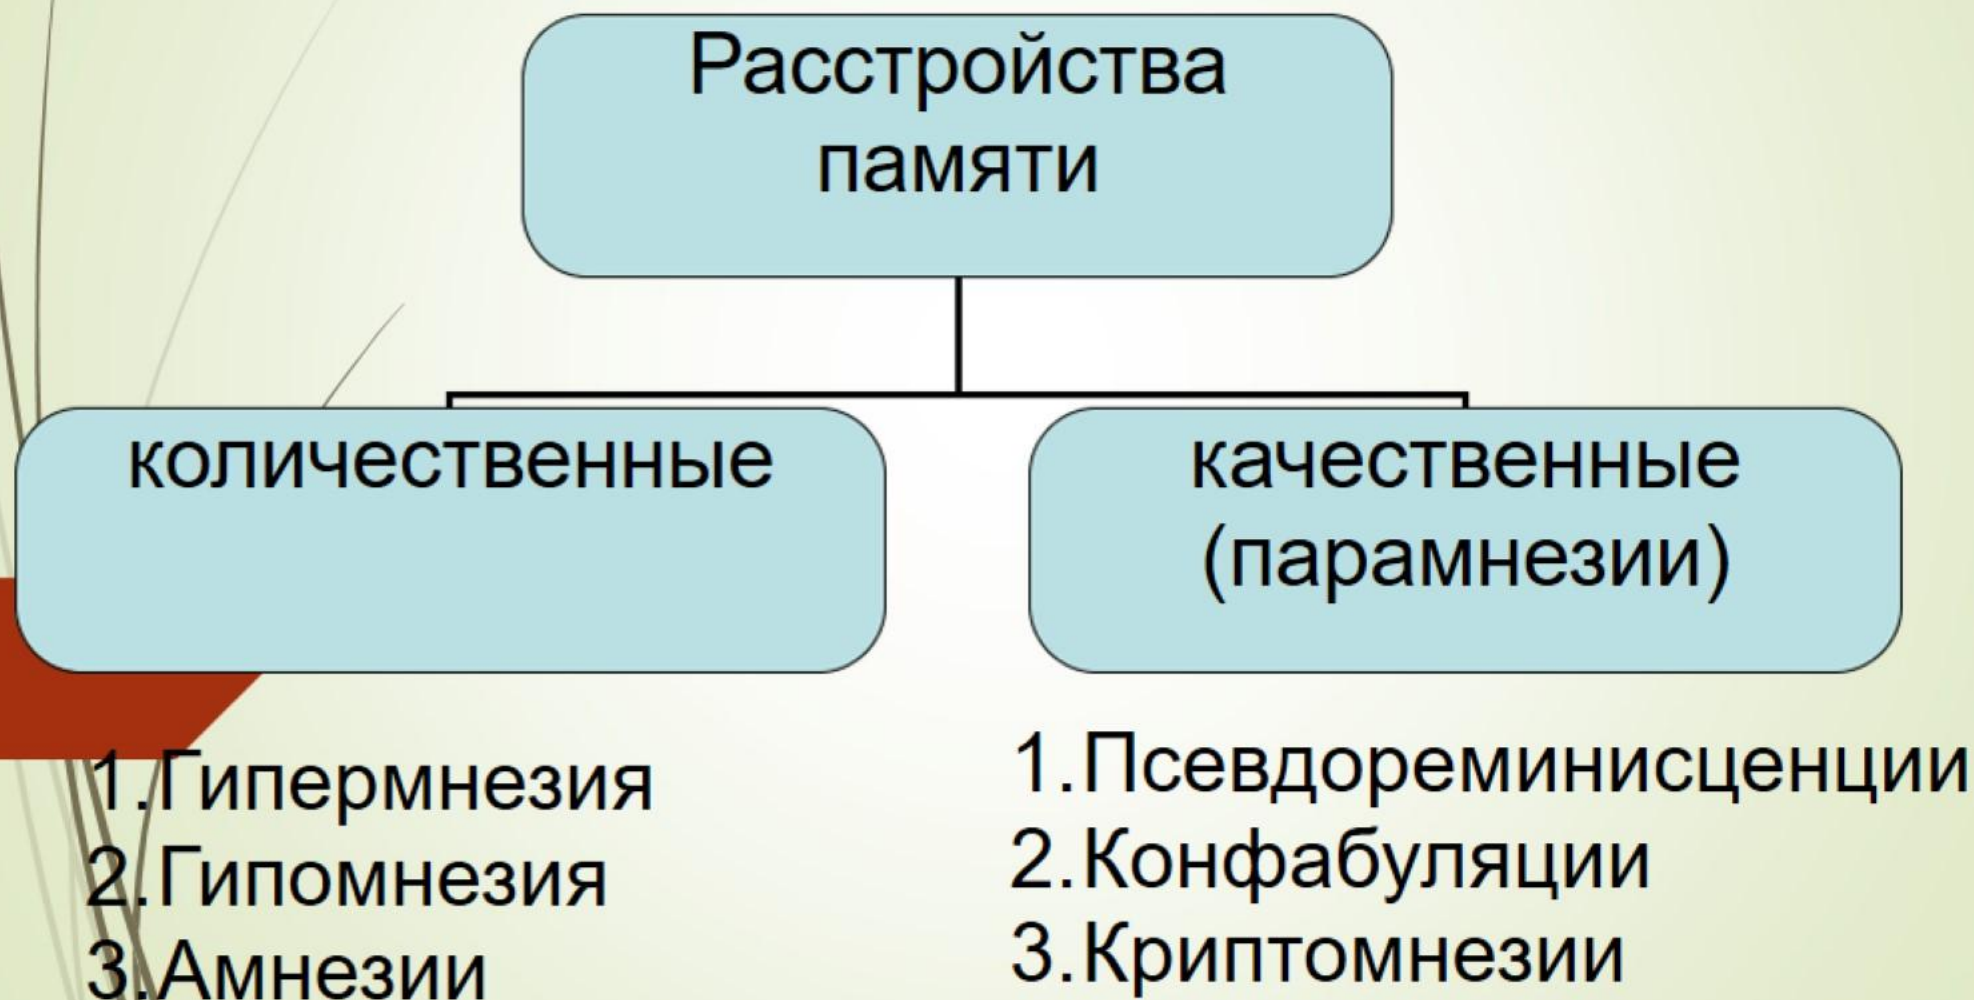 Расстройства
памяти
количественные
качественные
(парамнезии)
1.Гипермнезия
2.Гипомнезия
3.Амнезии
1.Псевдореминисценции
2.Конфабуляции
3.Криптомнезии